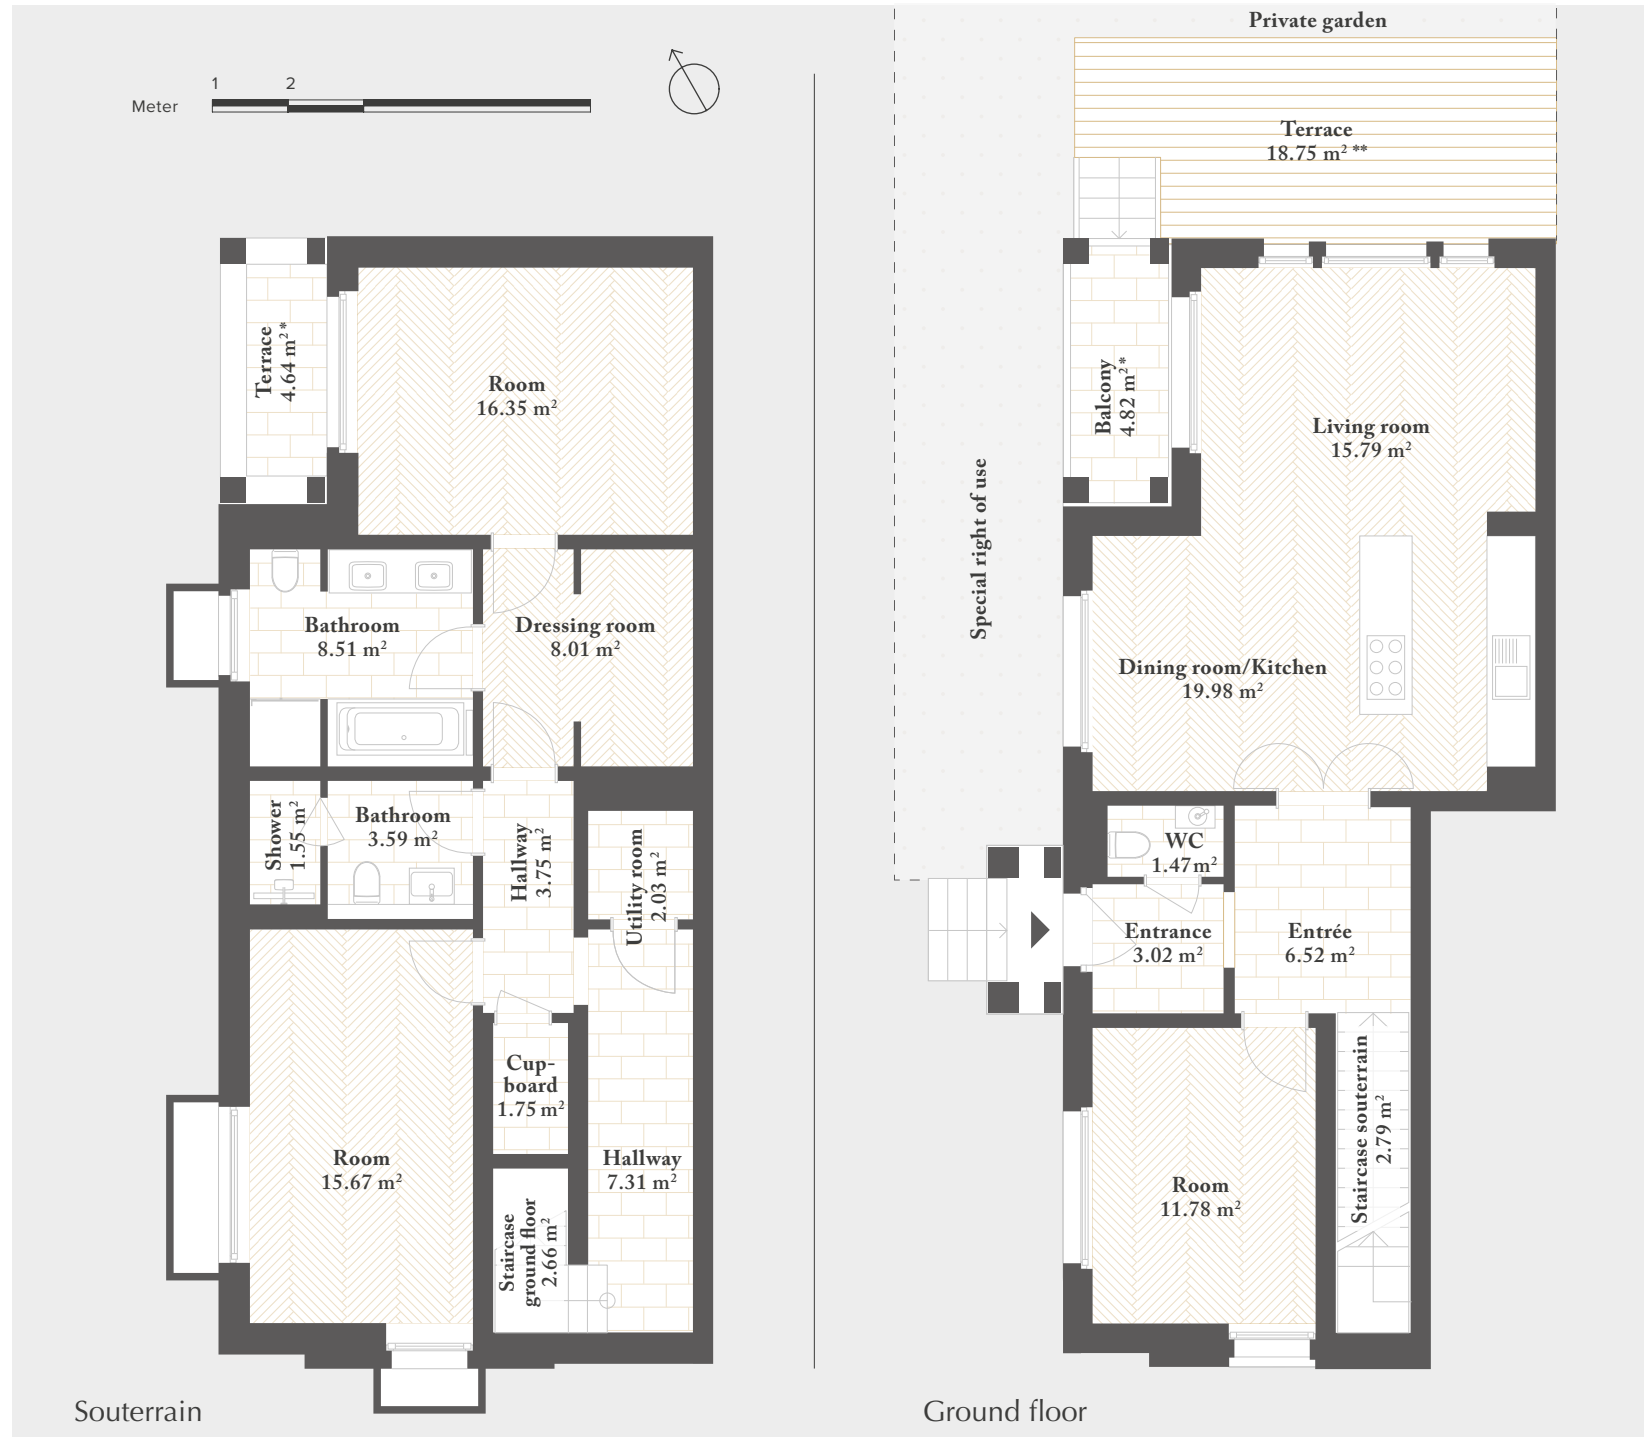 Private garden
1 2
Meter
Terrace
18.75 m² **
Terrace
4.64 m² *
Room
16.35 m²
Balcony
4.82 m² *
Living room
15.79 m²
Special right of use
Bathroom
8.51 m²
Dressing room
8.01 m²
Dining room/Kitchen
19.98 m²
Shower
1.55 m²
Bathroom
3.59 m²
Hallway
3.75 m²
Utility room
2.03 m²
WC
1.47 m²
Entrance
3.02 m²
Entrée
6.52 m²
Cup-
board
1.75 m²
Room
15.67 m²
Hallway
7.31 m²
Staircase
ground floor
2.66 m²
Room
11.78 m²
Staircase souterrain
2.79 m²
Souterrain
Ground floor